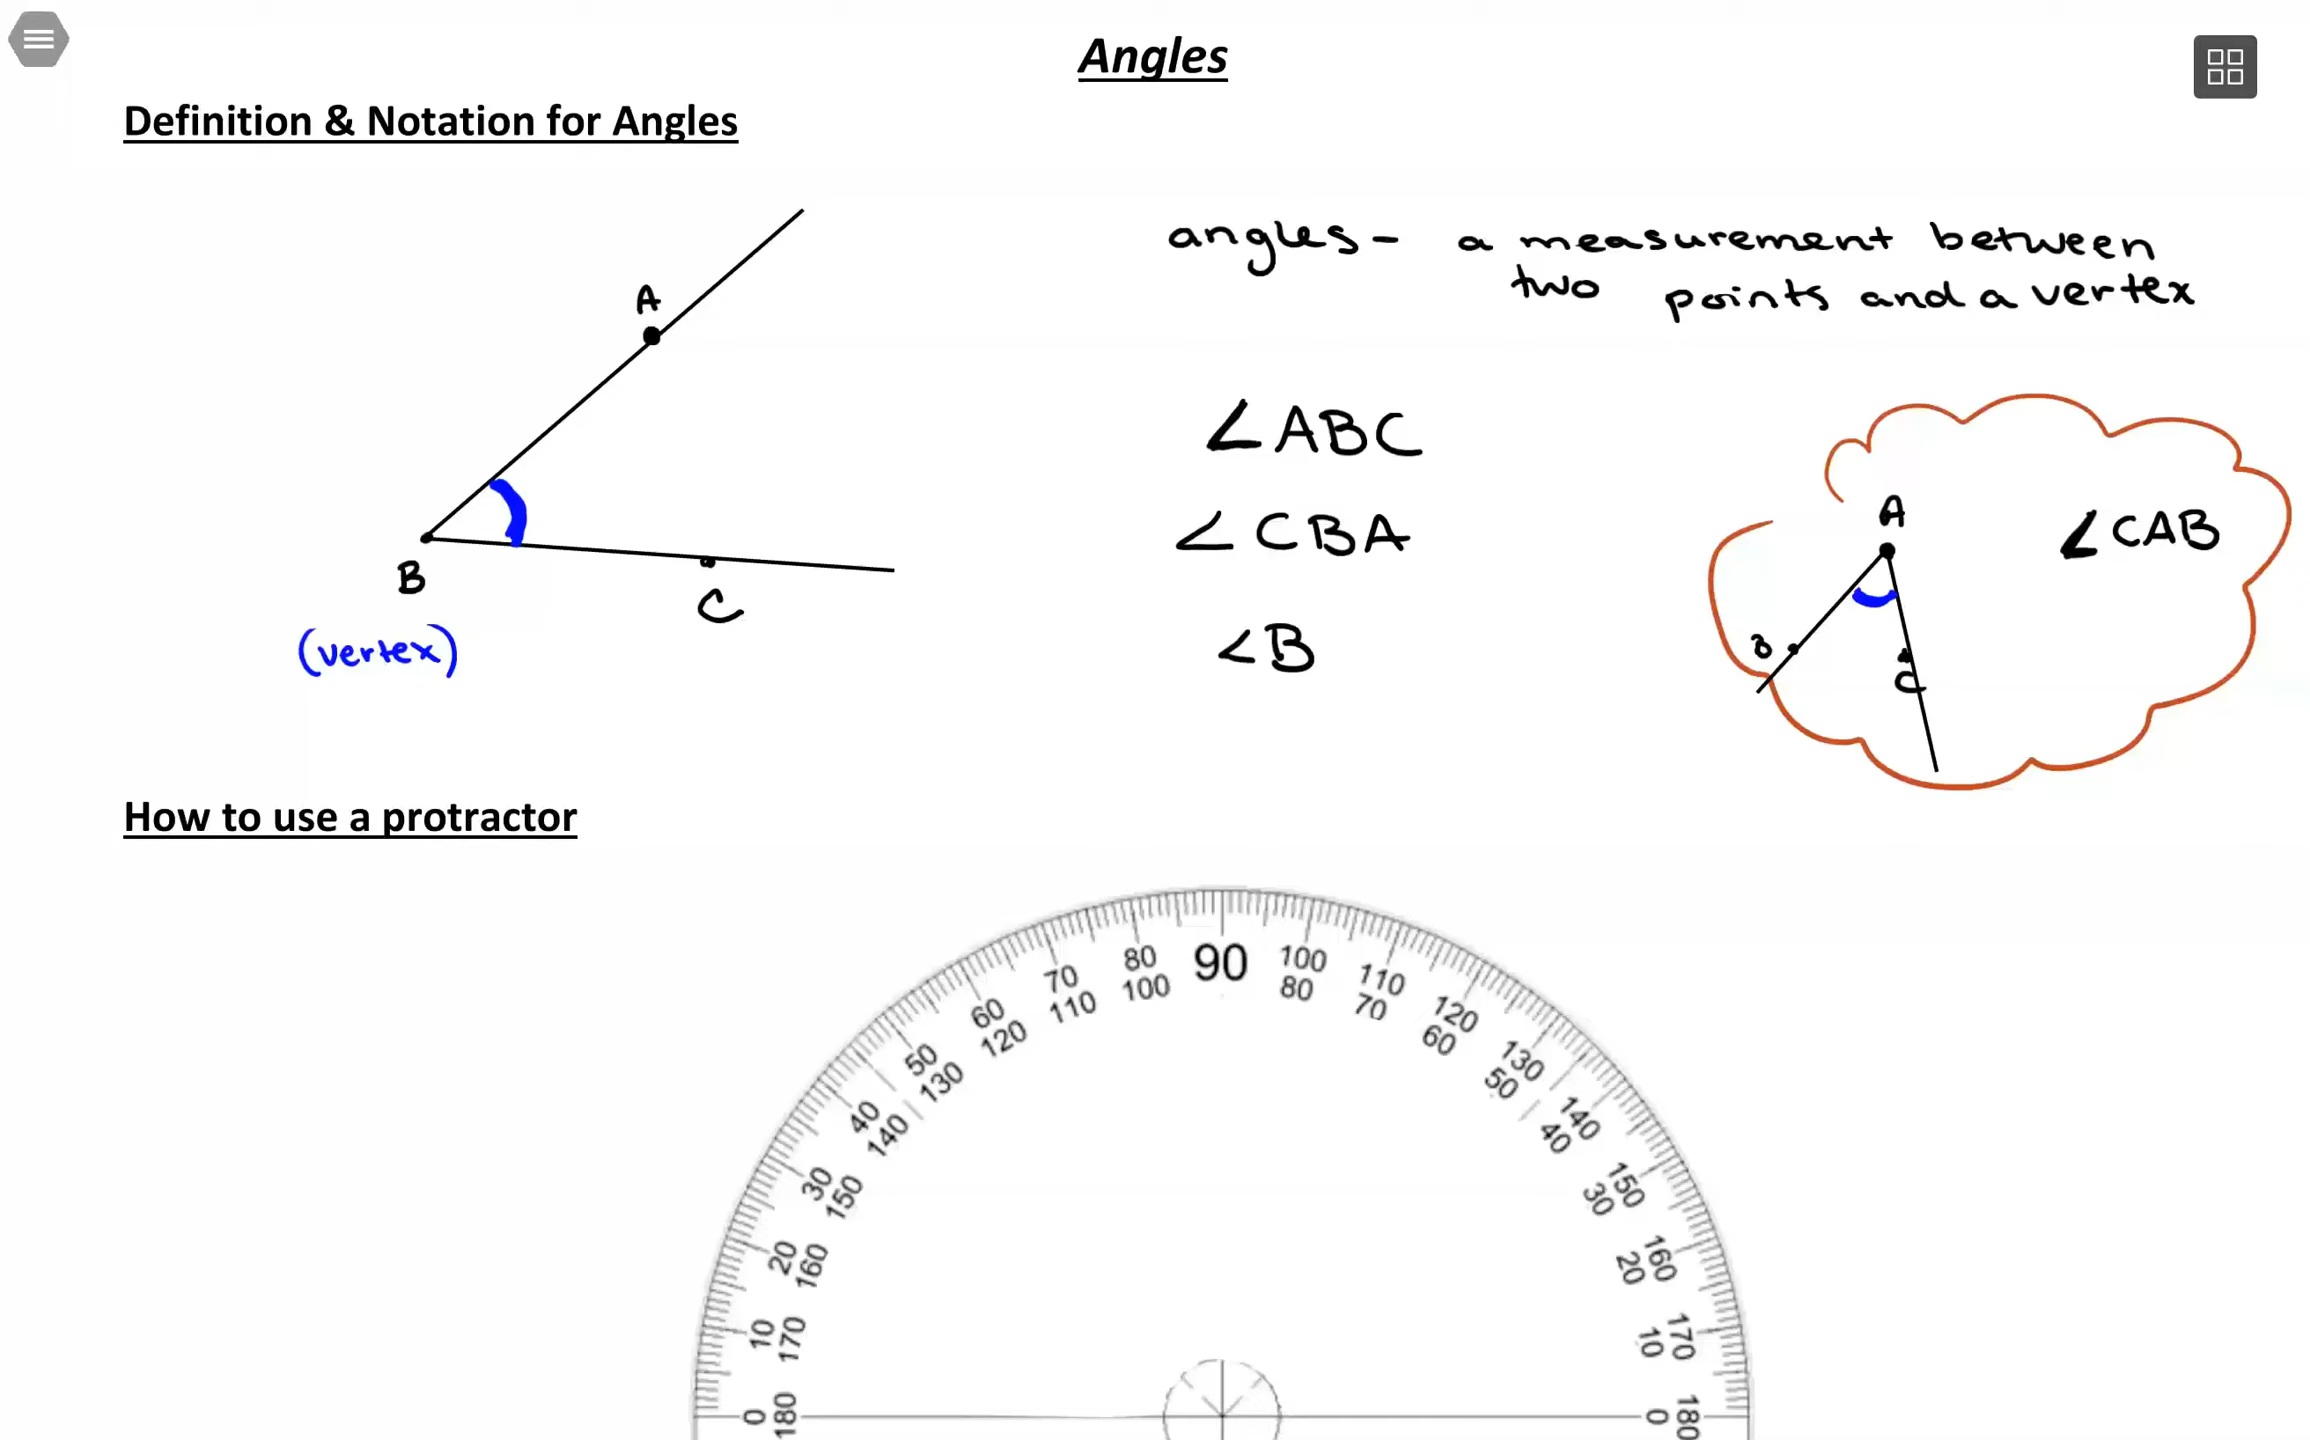 Angles
Definition & Notation for Angles
angles - a measurement between
two points and a vertex
A
B
C
(vertex)
∠ABC
∠CBA
∠B
A
∠CAB
B
C
How to use a protractor
0 10 20 30 40 50 60 70 80 90 100 110 120 130 140 150 160 170 180
180 170 160 150 140 130 120 110 100 80 70 60 50 40 30 20 10 0